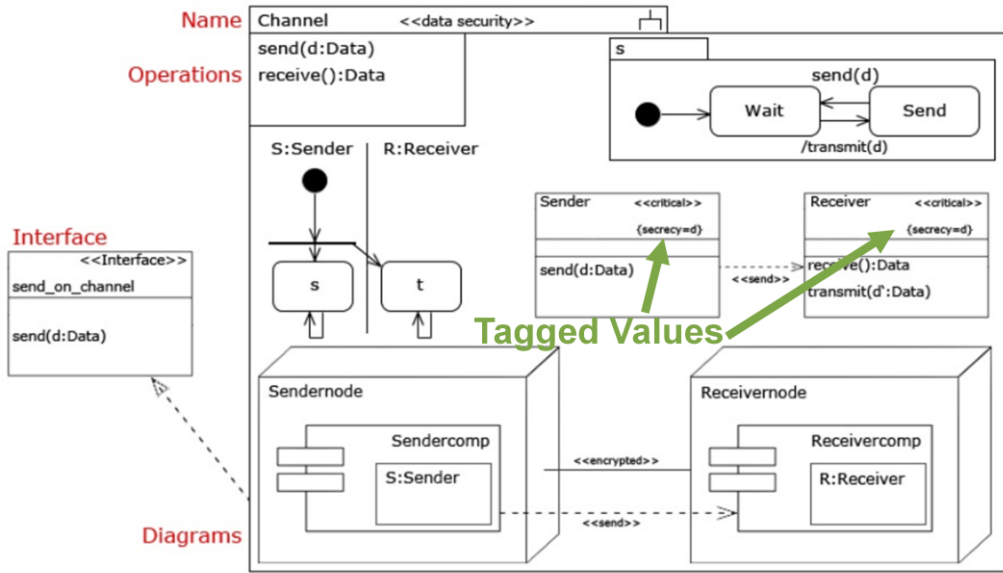 Name
Channel <<data security>>
send(d:Data)
Operations
receive():Data
s
send(d)
Wait
Send
/transmit(d)
S:Sender
R:Receiver
s
t
Sender <<critical>>
{secrecy=d}
send(d:Data)
<<send>>
Receiver <<critical>>
{secrecy=d}
receive():Data
transmit(d':Data)
Tagged Values
Interface
<<Interface>>
send_on_channel
send(d:Data)
Sendernode
Sendercomp
S:Sender
<<encrypted>>
<<send>>
Receivernode
Receivercomp
R:Receiver
Diagrams